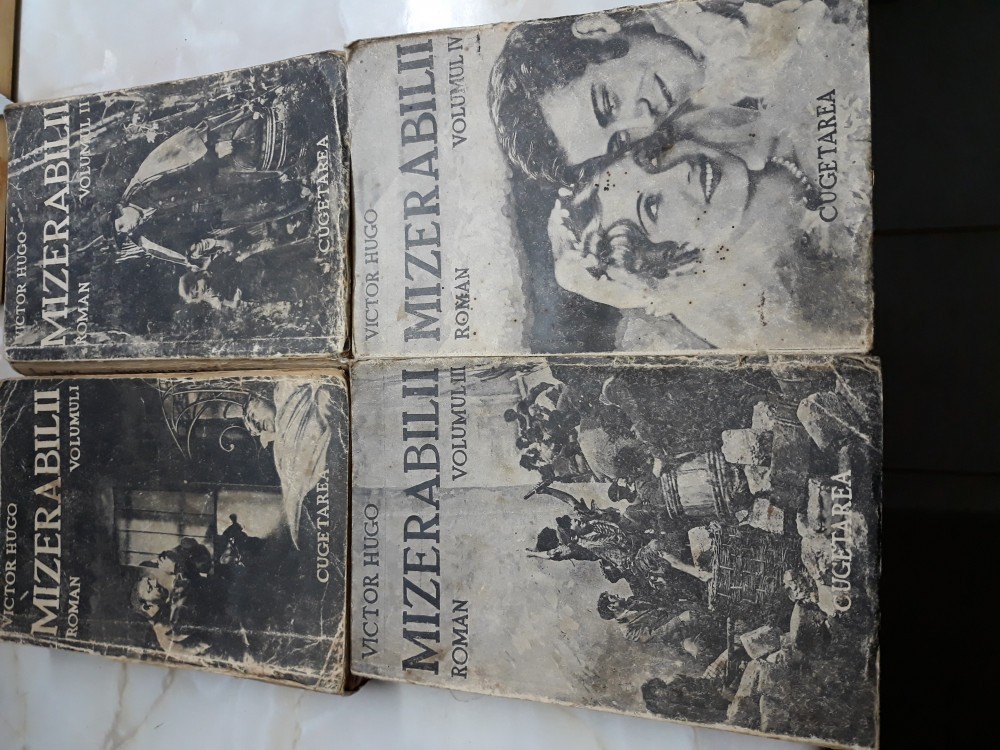 VICTOR HUGO
MIZERABILII
ROMAN VOLUMUL II
CUGETAREA
VICTOR HUGO
MIZERABILII
ROMAN VOLUMUL IV
CUGETAREA
VICTOR HUGO
MIZERABILII
ROMAN VOLUMUL I
CUGETAREA
VICTOR HUGO
MIZERABILII
ROMAN VOLUMUL III
CUGETAREA